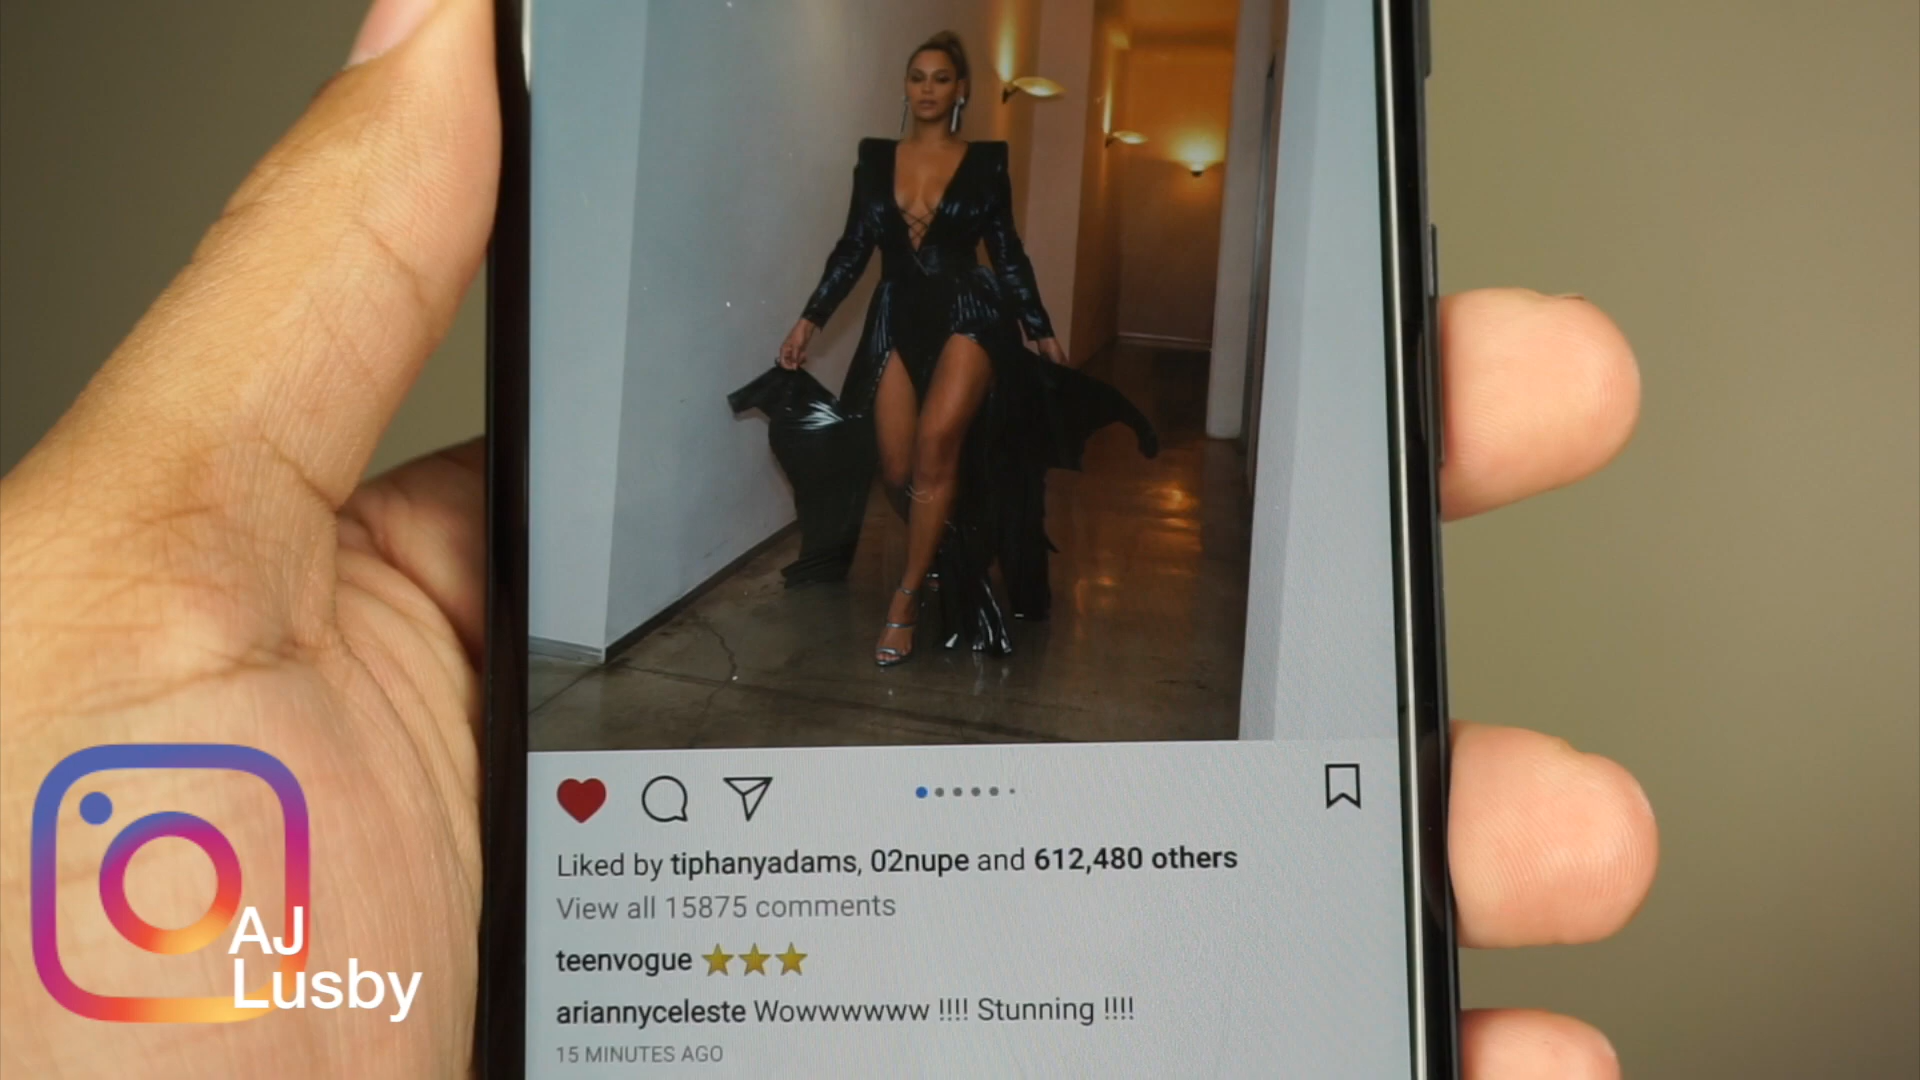 Liked by tiphanyadams, 02nupe and 612,480 others
View all 15875 comments
teenvogue ⭐⭐⭐
ariannyceleste Wowwwwww !!!! Stunning !!!!
15 MINUTES AGO
AJ
Lusby